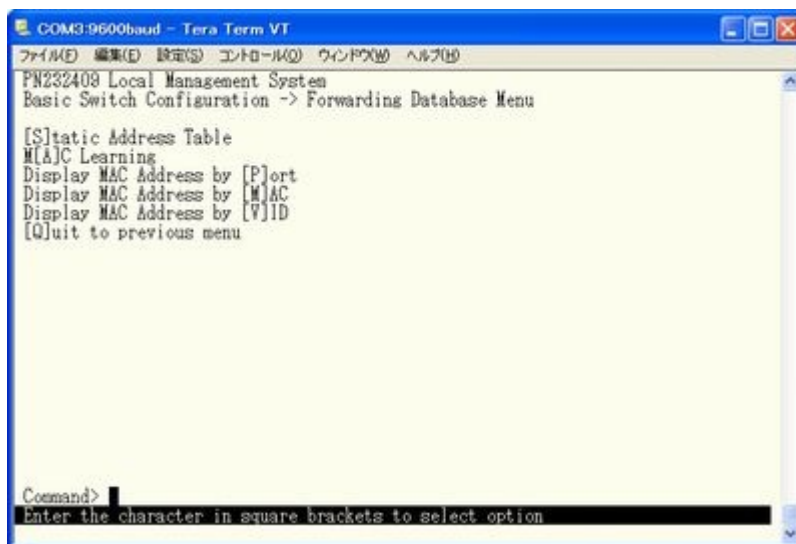 COM3:9600baud - Tera Term VT
ファイル(F) 編集(E) 設定(S) コントロール(O) ウィンドウ(W) ヘルプ(H)
PN232409 Local Management System
Basic Switch Configuration -> Forwarding Database Menu
[S]tatic Address Table
M[A]C Learning
Display MAC Address by [P]ort
Display MAC Address by [M]AC
Display MAC Address by [V]ID
[Q]uit to previous menu
Command>
Enter the character in square brackets to select option